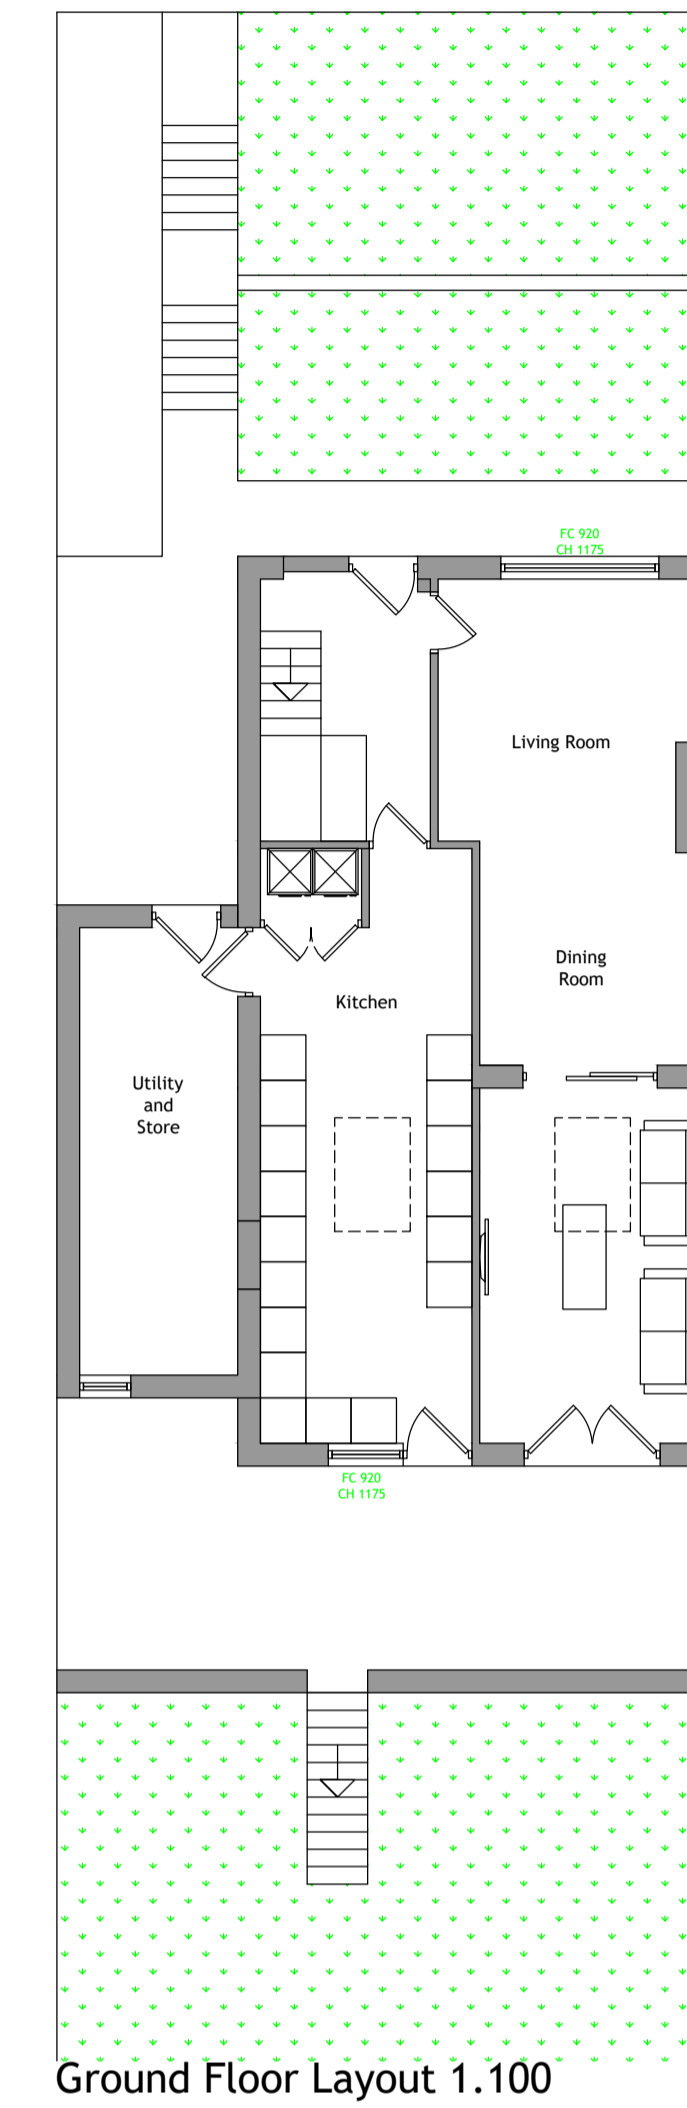 FC 920
CH 1175
Living Room
Dining
Room
Kitchen
Utility
and
Store
FC 920
CH 1175
Ground Floor Layout 1.100